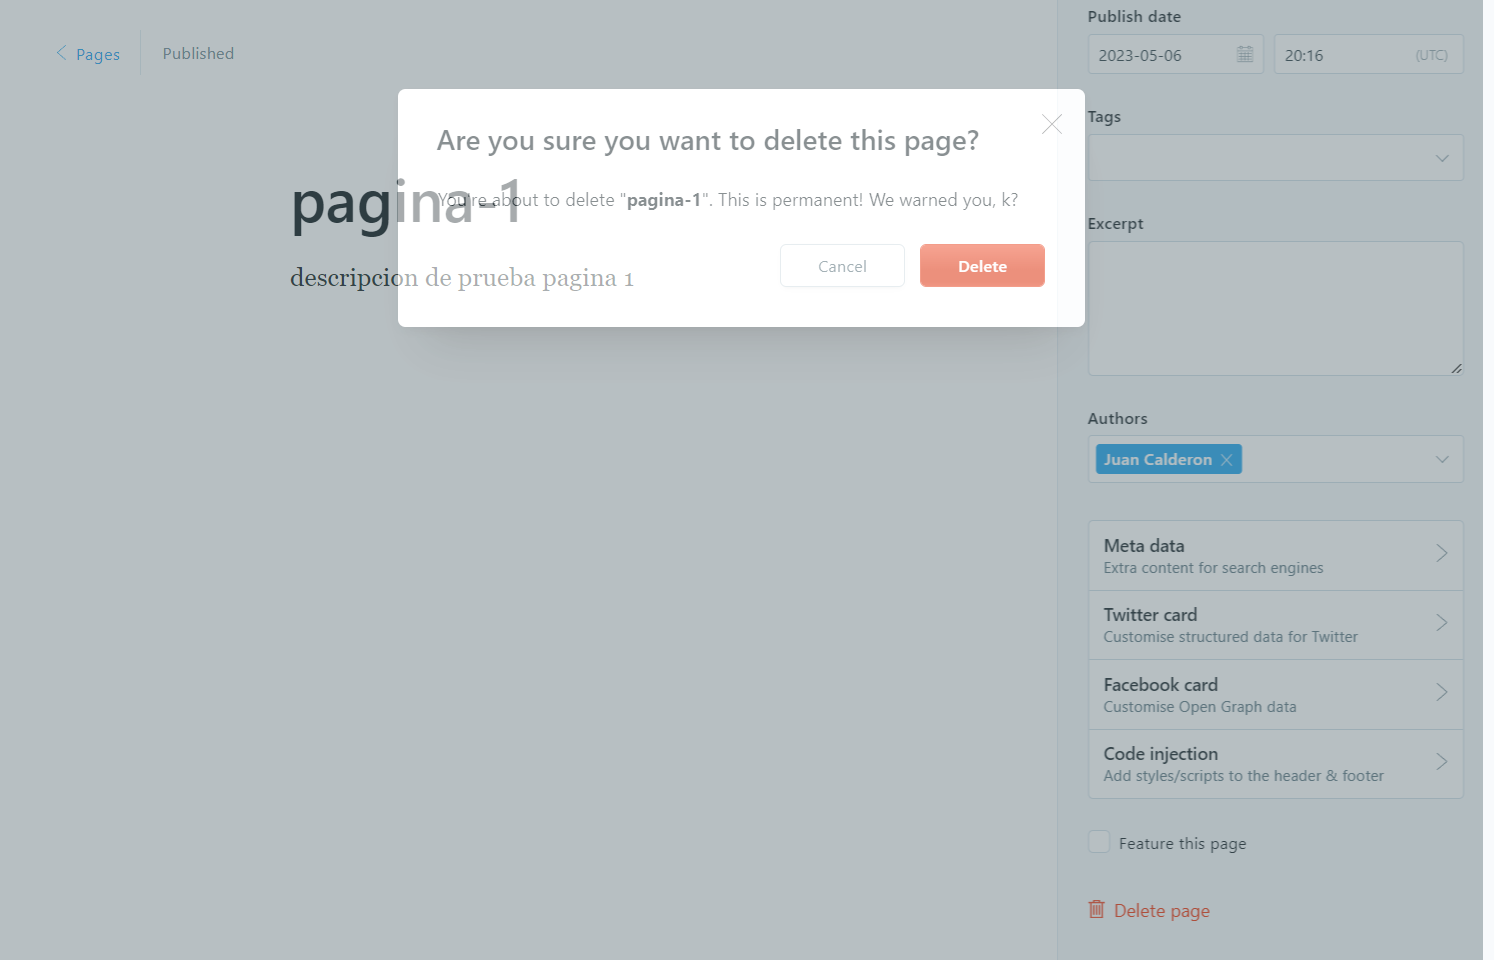 Pages
Published
pagina-1
descripcion de prueba pagina 1
Are you sure you want to delete this page?
You're about to delete "pagina-1". This is permanent! We warned you, k?
Cancel
Delete
Publish date
2023-05-06
20:16
(UTC)
Tags
Excerpt
Authors
Juan Calderon
Meta data
Extra content for search engines
Twitter card
Customise structured data for Twitter
Facebook card
Customise Open Graph data
Code injection
Add styles/scripts to the header & footer
Feature this page
Delete page